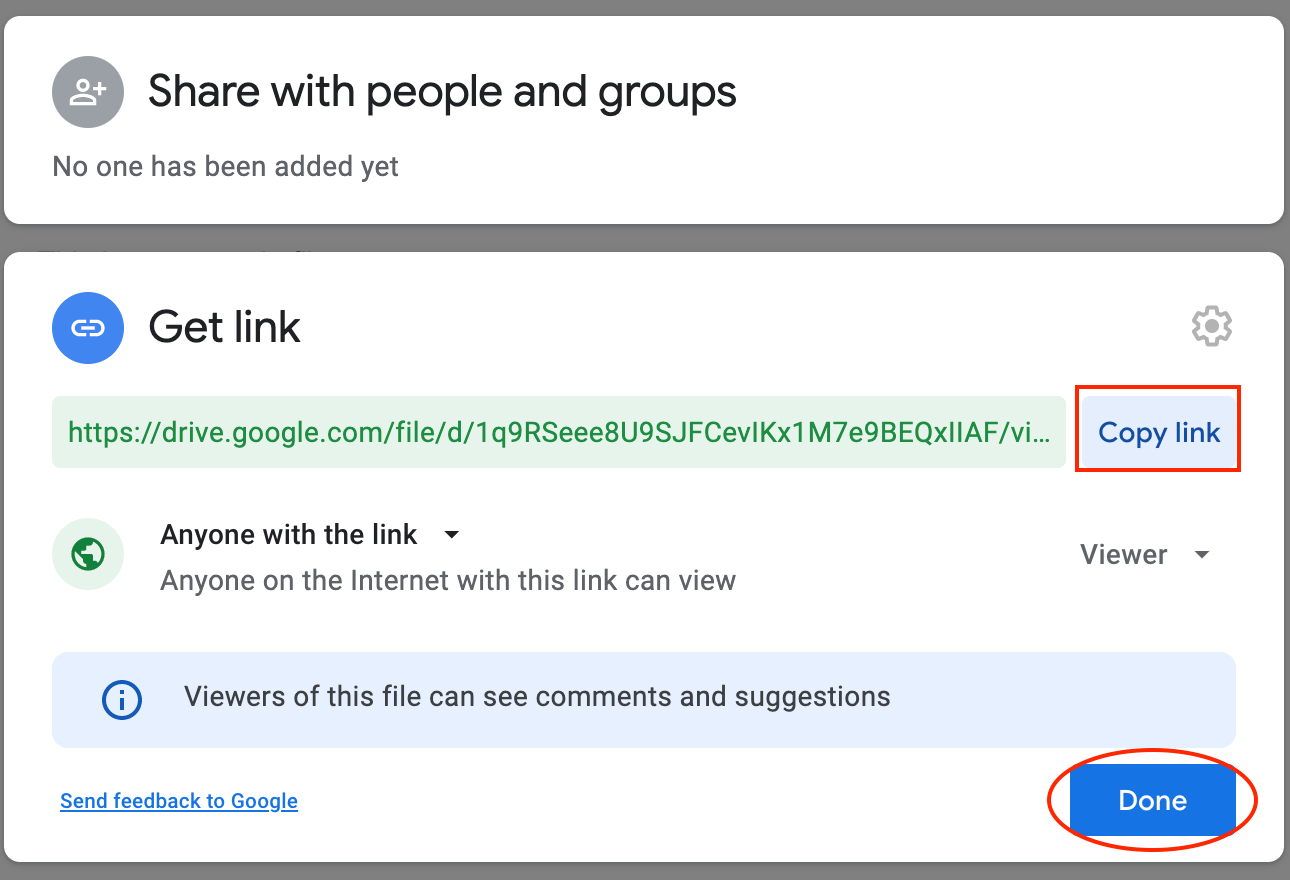 Share with people and groups
No one has been added yet
Get link
https://drive.google.com/file/d/1q9RSeee8U9SJFCevIKx1M7e9BEQxIIAF/vi...
Copy link
Anyone with the link
Anyone on the Internet with this link can view
Viewer
Viewers of this file can see comments and suggestions
Send feedback to Google
Done